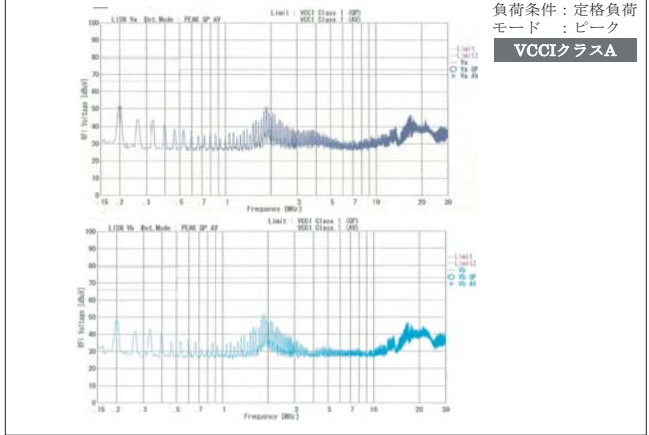 負荷条件：定格負荷
モード　：ピーク
VCCIクラスA
Limit : VCCI Class 1 (QP)
VCCI Class 1 (AV)
LISN Va Det.Mode : PEAK QP AV
RFI Voltage [dBuV]
100
90
80
70
60
50
40
30
20
10
0
.15 .2 .3 .5 .7 1 3 5 7 10 20 30
Frequency [MHz]
Limit
Limit2
Va
Va QP
Va AV
Limit : VCCI Class 1 (QP)
VCCI Class 1 (AV)
LISN Vb Det.Mode : PEAK QP AV
RFI Voltage [dBuV]
100
90
80
70
60
50
40
30
20
10
0
.15 .2 .3 .5 .7 1 3 5 7 10 20 30
Frequency [MHz]
Limit
Limit2
Vb
Vb QP
Vb AV